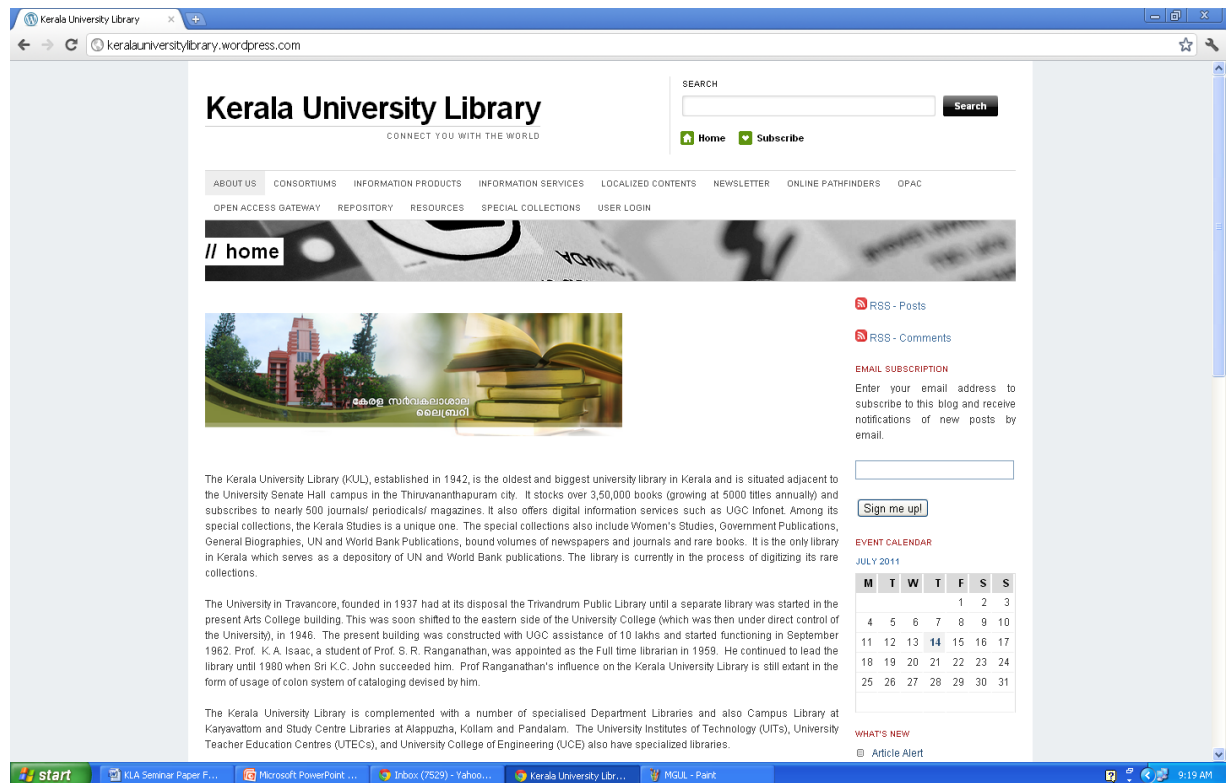 Kerala University Library
keralauniversitylibrary.wordpress.com
Kerala University Library
CONNECT YOU WITH THE WORLD
SEARCH
Search
Home Subscribe
ABOUT US CONSORTIUMS INFORMATION PRODUCTS INFORMATION SERVICES LOCALIZED CONTENTS NEWSLETTER ONLINE PATHFINDERS OPAC
OPEN ACCESS GATEWAY REPOSITORY RESOURCES SPECIAL COLLECTIONS USER LOGIN
// home
CANADA
കേരള സർവകലാശാല
ലൈബ്രറി
The Kerala University Library (KUL), established in 1942, is the oldest and biggest university library in Kerala and is situated adjacent to
the University Senate Hall campus in the Thiruvananthapuram city. It stocks over 3,50,000 books (growing at 5000 titles annually) and
subscribes to nearly 500 journals/ periodicals/ magazines. It also offers digital information services such as UGC Infonet. Among its
special collections, the Kerala Studies is a unique one. The special collections also include Women's Studies, Government Publications,
General Biographies, UN and World Bank Publications, bound volumes of newspapers and journals and rare books. It is the only library
in Kerala which serves as a depository of UN and World Bank publications. The library is currently in the process of digitizing its rare
collections.
The University in Travancore, founded in 1937 had at its disposal the Trivandrum Public Library until a separate library was started in the
present Arts College building. This was soon shifted to the eastern side of the University College (which was then under direct control of
the University), in 1946. The present building was constructed with UGC assistance of 10 lakhs and started functioning in September
1962. Prof. K. A. Isaac, a student of Prof. S. R. Ranganathan, was appointed as the Full time librarian in 1959. He continued to lead the
library until 1980 when Sri K.C. John succeeded him. Prof Ranganathan's influence on the Kerala University Library is still extant in the
form of usage of colon system of cataloging devised by him.
The Kerala University Library is complemented with a number of specialised Department Libraries and also Campus Library at
Karyavattom and Study Centre Libraries at Alappuzha, Kollam and Pandalam. The University Institutes of Technology (UITs), University
Teacher Education Centres (UTECs), and University College of Engineering (UCE) also have specialized libraries.
RSS - Posts
RSS - Comments
EMAIL SUBSCRIPTION
Enter your email address to
subscribe to this blog and receive
notifications of new posts by
email.
Sign me up!
EVENT CALENDAR
JULY 2011
M T W T F S S
1 2 3
4 5 6 7 8 9 10
11 12 13 14 15 16 17
18 19 20 21 22 23 24
25 26 27 28 29 30 31
WHAT'S NEW
Article Alert
start KLA Seminar Paper F... Microsoft PowerPoint ... Inbox (7529) - Yahoo... Kerala University Libr... MGUL - Paint 9:19 AM